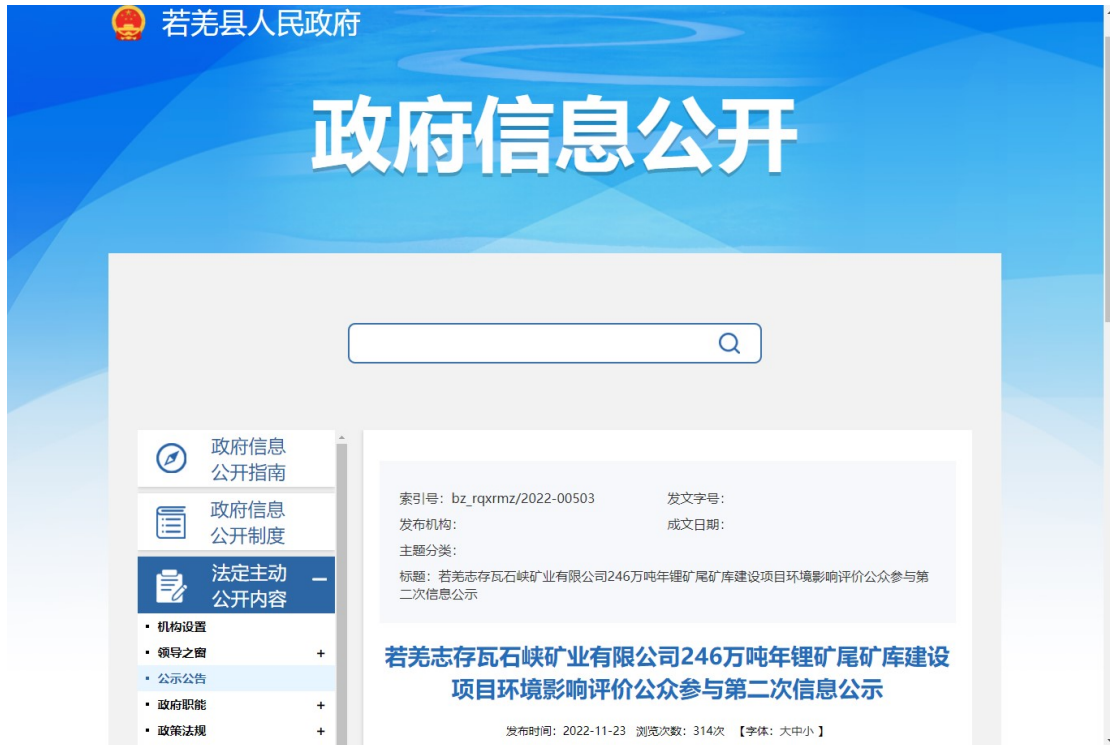 若羌县人民政府
政府信息公开
政府信息
公开指南
政府信息
公开制度
法定主动
公开内容
机构设置
领导之窗 +
公示公告
政府职能 +
政策法规 +
索引号：bz_rqxrmz/2022-00503 发文字号：
发布机构： 成文日期：
主题分类：
标题：若羌志存瓦石峡矿业有限公司246万吨年锂矿尾矿库建设项目环境影响评价公众参与第
二次信息公示
若羌志存瓦石峡矿业有限公司246万吨年锂矿尾矿库建设
项目环境影响评价公众参与第二次信息公示
发布时间：2022-11-23 浏览次数：314次 【字体：大中小 】